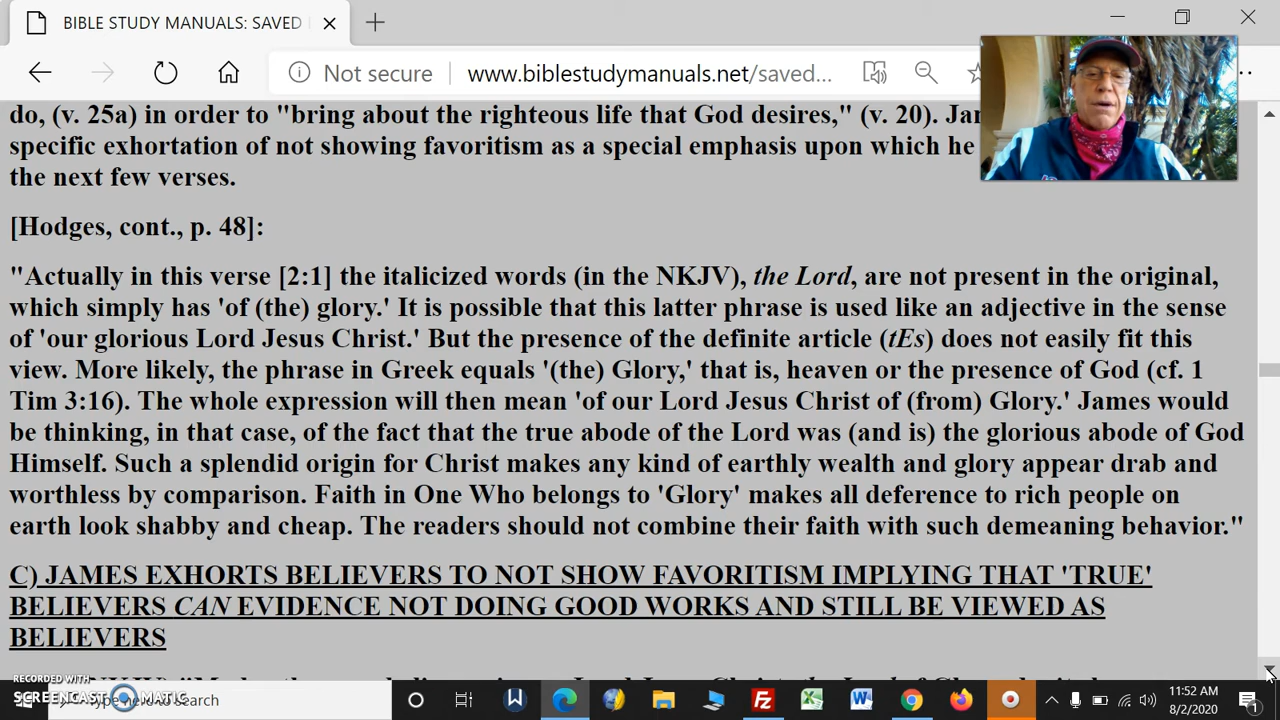 BIBLE STUDY MANUALS: SAVED
Not secure
www.biblestudymanuals.net/saved...
do, (v. 25a) in order to "bring about the righteous life that God desires," (v. 20).
specific exhortation of not showing favoritism as a special emphasis upon which he
the next few verses.
[Hodges, cont., p. 48]:
"Actually in this verse [2:1] the italicized words (in the NKJV), the Lord, are not present in the original,
which simply has 'of (the) glory.' It is possible that this latter phrase is used like an adjective in the sense
of 'our glorious Lord Jesus Christ.' But the presence of the definite article (tEs) does not easily fit this
view. More likely, the phrase in Greek equals '(the) Glory,' that is, heaven or the presence of God (cf. 1
Tim 3:16). The whole expression will then mean 'of our Lord Jesus Christ of (from) Glory.' James would
be thinking, in that case, of the fact that the true abode of the Lord was (and is) the glorious abode of God
Himself. Such a splendid origin for Christ makes any kind of earthly wealth and glory appear drab and
worthless by comparison. Faith in One Who belongs to 'Glory' makes all deference to rich people on
earth look shabby and cheap. The readers should not combine their faith with such demeaning behavior."
C) JAMES EXHORTS BELIEVERS TO NOT SHOW FAVORITISM IMPLYING THAT 'TRUE'
BELIEVERS CAN EVIDENCE NOT DOING GOOD WORKS AND STILL BE VIEWED AS
BELIEVERS
RECORDED WITH
SCREENCAST MATIC
Type here to search
11:52 AM
8/2/2020
1